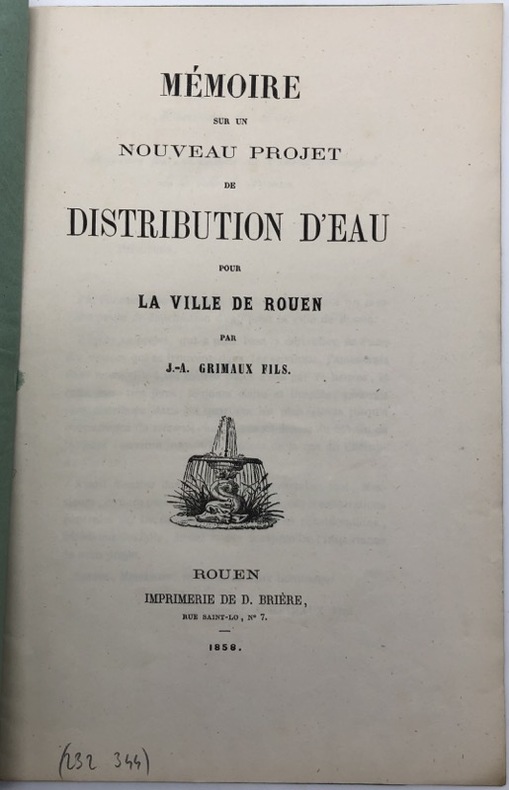 MÉMOIRE
SUR UN
NOUVEAU PROJET
DE
DISTRIBUTION D'EAU
POUR
LA VILLE DE ROUEN
PAR
J.-A. GRIMAUX FILS.
ROUEN
IMPRIMERIE DE D. BRIÈRE,
RUE SAINT-LO, N° 7.
1858.
(232 344)